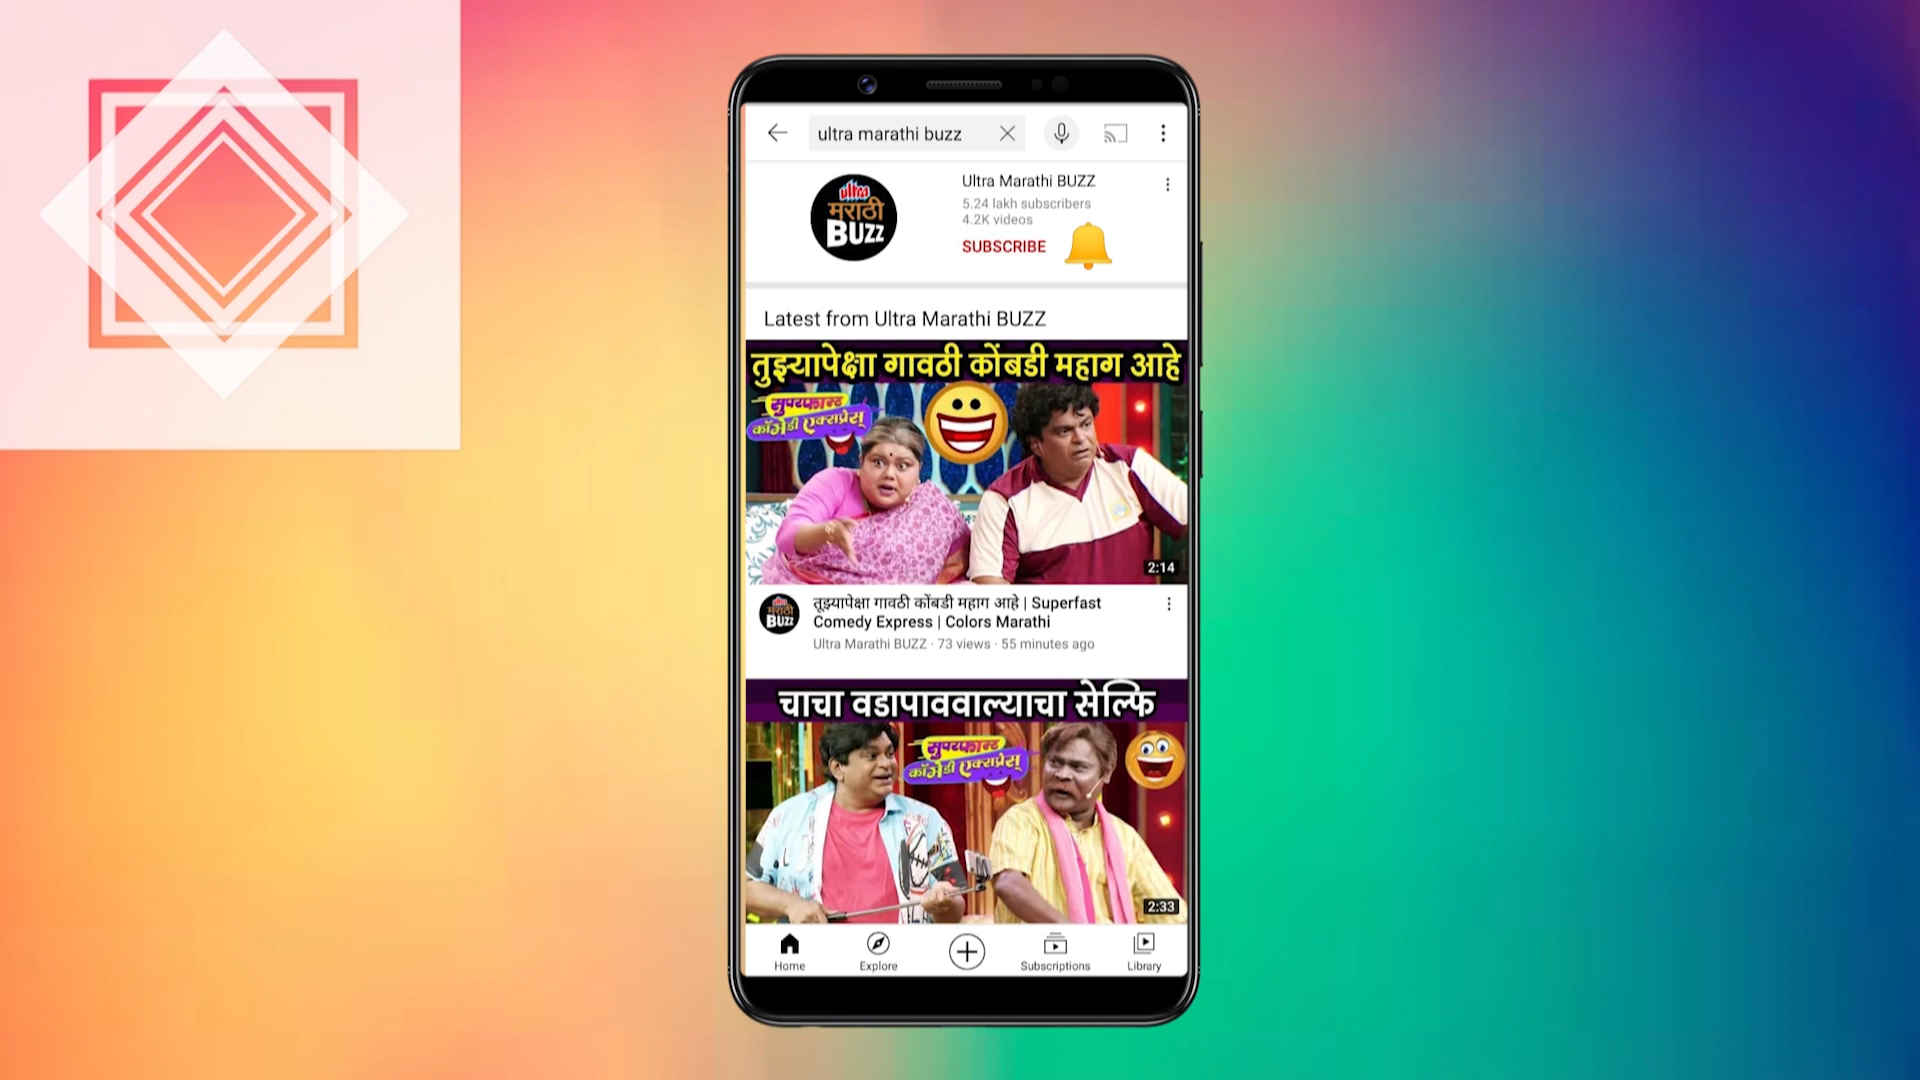 ultra marathi buzz
Ultra Marathi BUZZ
5.24 lakh subscribers
4.2K videos
SUBSCRIBE
ultra
मराठी
BUZZ
Latest from Ultra Marathi BUZZ
तुझ्यापेक्षा गावठी कोंबडी महाग आहे
सुपरफास्ट
कॉमेडी एक्सप्रेस्
2:14
ultra
मराठी
BUZZ
तूझ्यापेक्षा गावठी कोंबडी महाग आहे | Superfast
Comedy Express | Colors Marathi
Ultra Marathi BUZZ · 73 views · 55 minutes ago
चाचा वडापाववाल्याचा सेल्फि
सुपरफास्ट
कॉमेडी एक्सप्रेस्
2:33
Home
Explore
Subscriptions
Library